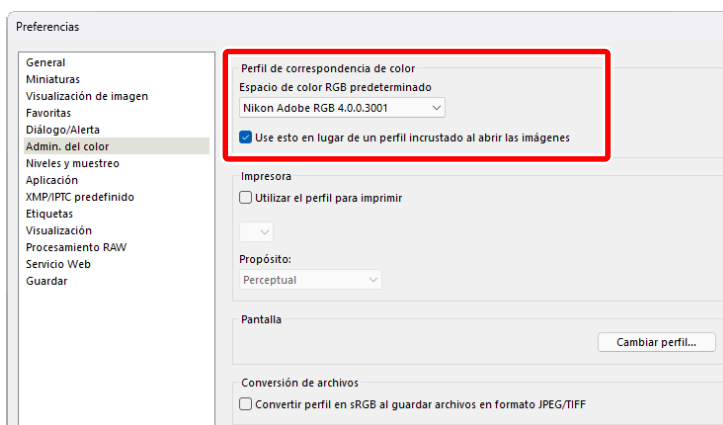 Preferencias
General
Miniaturas
Visualización de imagen
Favoritas
Diálogo/Alerta
Admin. del color
Niveles y muestreo
Aplicación
XMP/IPTC predefinido
Etiquetas
Visualización
Procesamiento RAW
Servicio Web
Guardar
Perfil de correspondencia de color
Espacio de color RGB predeterminado
Nikon Adobe RGB 4.0.0.3001
Use esto en lugar de un perfil incrustado al abrir las imágenes
Impresora
Utilizar el perfil para imprimir
Propósito:
Perceptual
Pantalla
Cambiar perfil...
Conversión de archivos
Convertir perfil en sRGB al guardar archivos en formato JPEG/TIFF